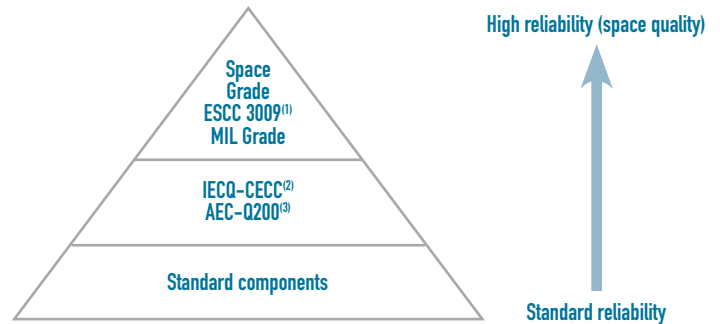 High reliability (space quality)
Space
Grade
ESCC 3009(1)
MIL Grade
IECQ-CECC(2)
AEC-Q200(3)
Standard components
Standard reliability